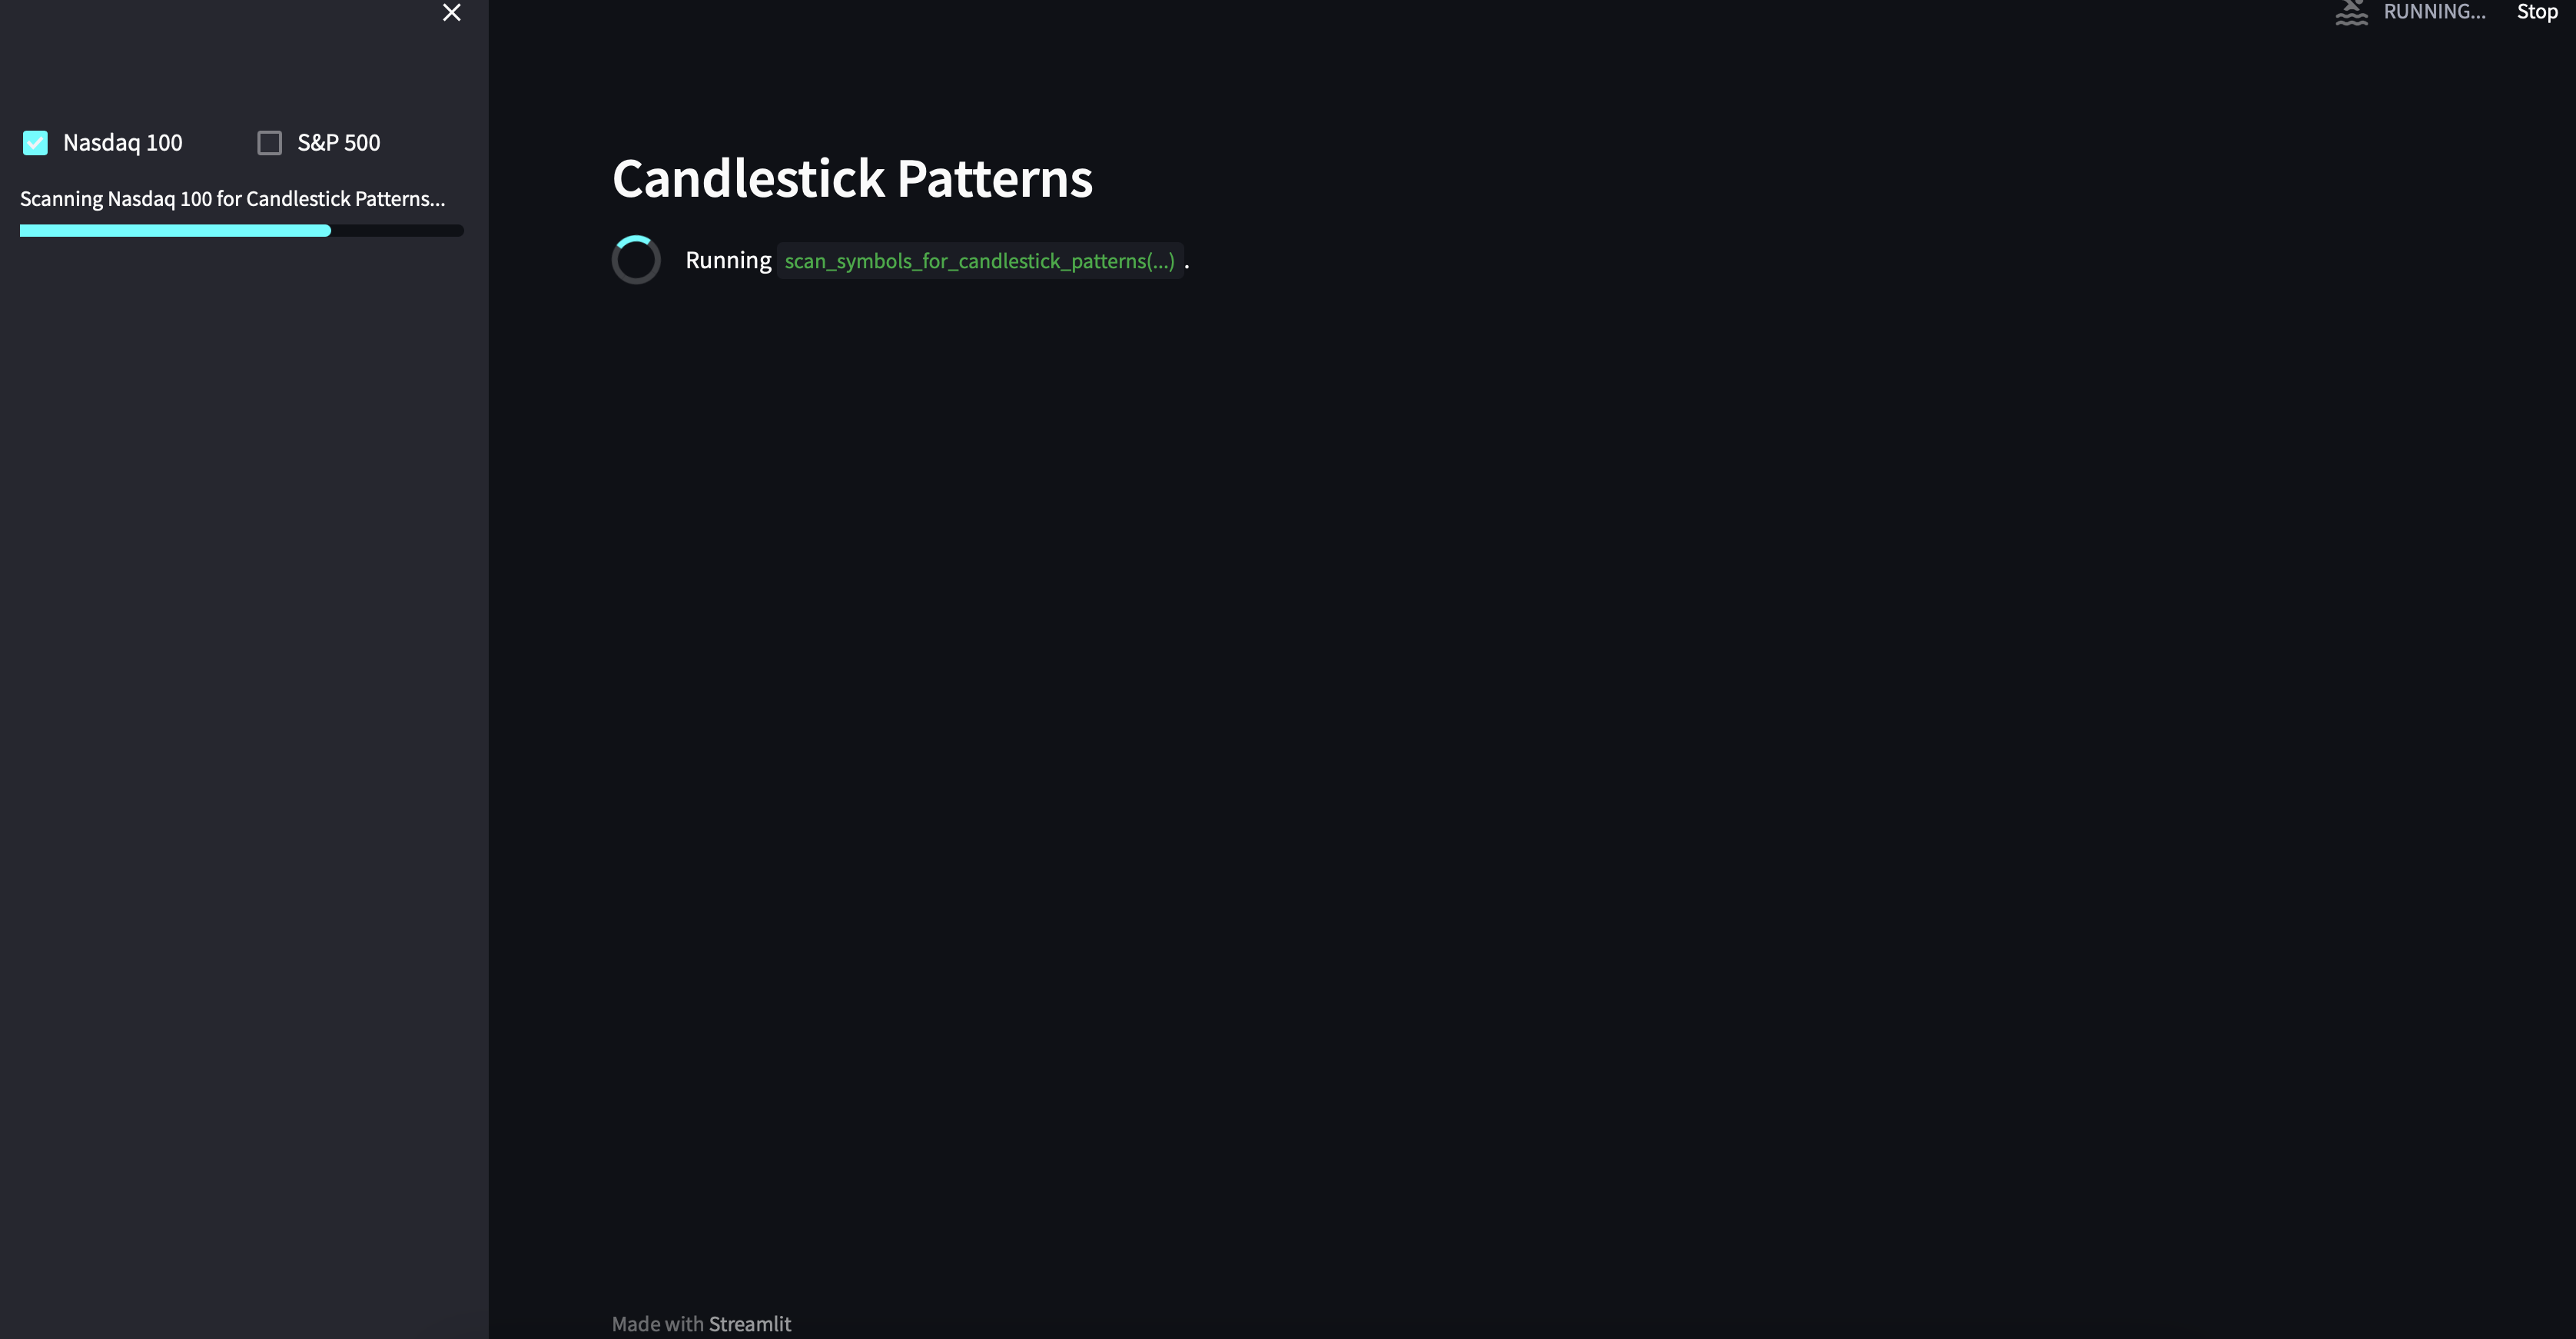 RUNNING...
Stop
Nasdaq 100
S&P 500
Scanning Nasdaq 100 for Candlestick Patterns...
Candlestick Patterns
Running scan_symbols_for_candlestick_patterns(...) .
Made with Streamlit